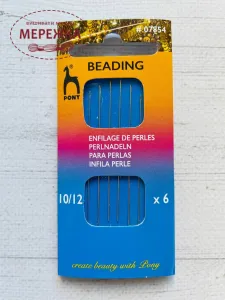 МЕРЕЖКА
R 07854
PONY
BEADING
ENFILAGE DE PERLES
PERLNADELN
PARA PERLAS
INFILA PERLE
10/12 x 6
create beauty with Pony